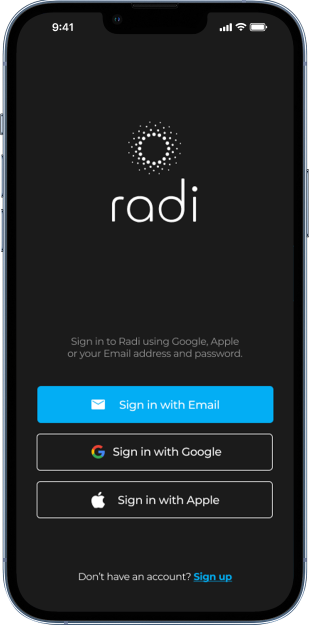 9:41
radi
Sign in to Radi using Google, Apple
or your Email address and password.
Sign in with Email
Sign in with Google
Sign in with Apple
Don’t have an account? Sign up